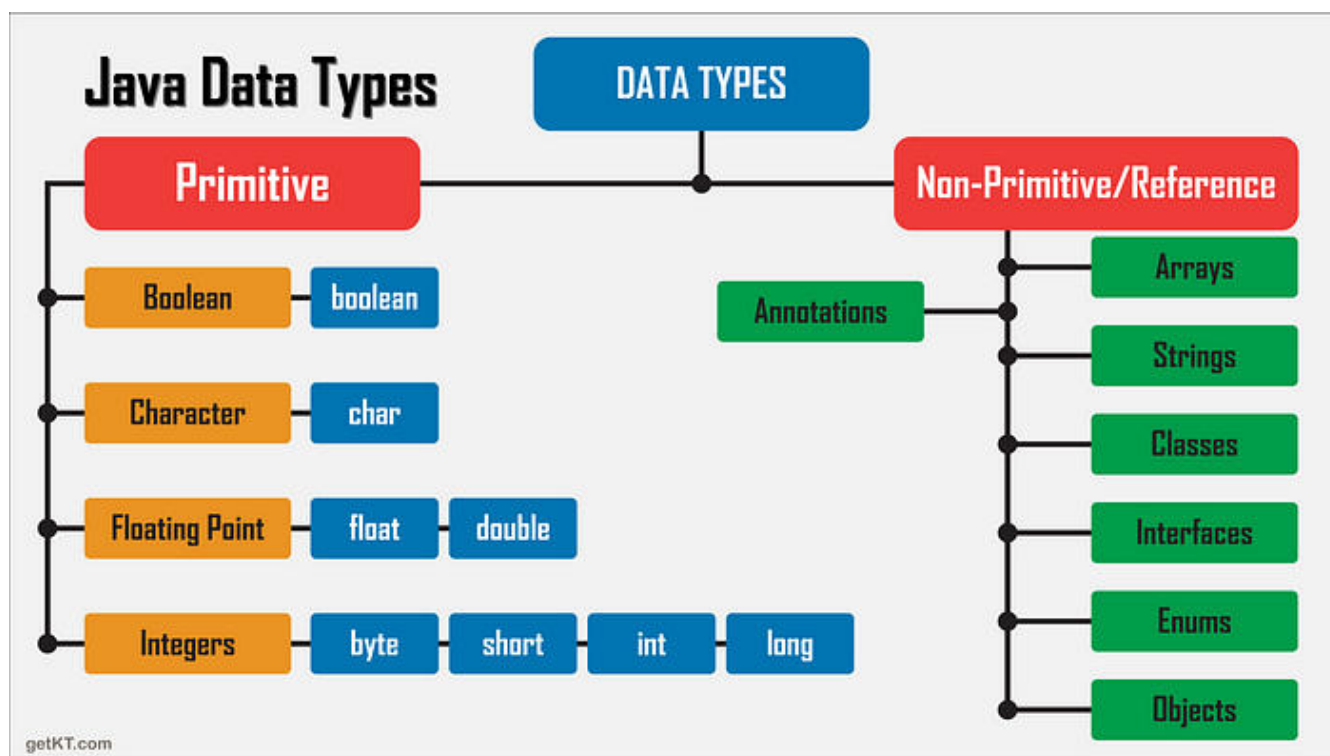 Java Data Types
DATA TYPES
Primitive
Non-Primitive/Reference
Boolean
boolean
Character
char
Floating Point
float
double
Integers
byte
short
int
long
Annotations
Arrays
Strings
Classes
Interfaces
Enums
Objects
getKT.com